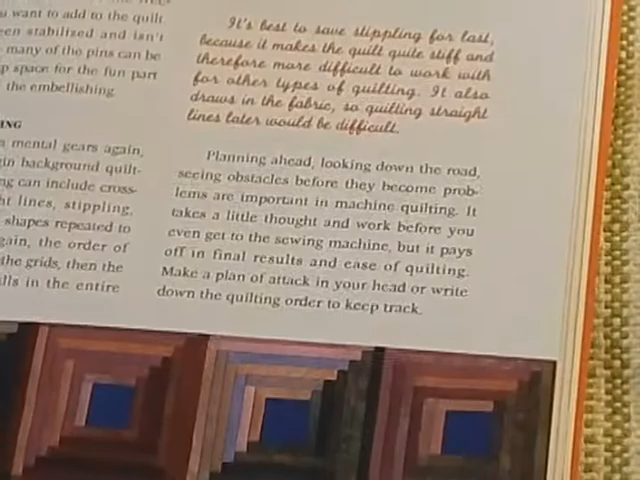 u want to add to the quilt
een stabilized and isn't
many of the pins can be
p space for the fun part
the embellishing.
ING
a mental gears again,
in background quilt-
ng can include cross-
ht lines, stippling,
shapes repeated to
gain, the order of
the grids, then the
lls in the entire
It's best to save stippling for last,
because it makes the quilt quite stiff and
therefore more difficult to work with
for other types of quilting. It also
draws in the fabric, so quilting straight
lines later would be difficult.
Planning ahead, looking down the road,
seeing obstacles before they become prob-
lems are important in machine quilting. It
takes a little thought and work before you
even get to the sewing machine, but it pays
off in final results and ease of quilting.
Make a plan of attack in your head or write
down the quilting order to keep track.